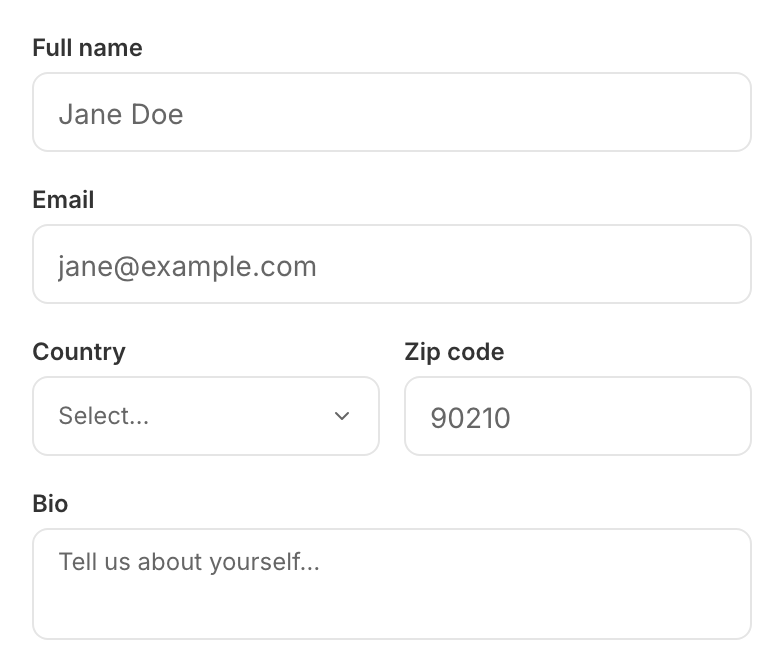 Full name
Jane Doe
Email
jane@example.com
Country
Zip code
Select...
90210
Bio
Tell us about yourself...